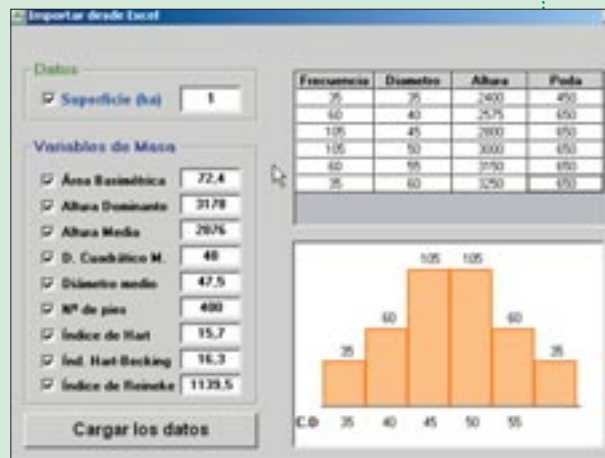 Importar desde Excel
Datos
Superficie (ha) 1
Variables de Masa
Área Basimétrica 72,4
Altura Dominante 3178
Altura Media 2876
D. Cuadrático M. 48
Diámetro medio 47,5
Nº de pies 400
Índice de Hart 15,7
Índ. Hart-Becking 16,3
Índice de Reineke 1139,5
Cargar los datos
Frecuencia Diametro Altura Poda
35 35 2400 450
60 40 2575 650
105 45 2800 650
105 50 3000 650
60 55 3150 650
35 60 3250 650
105 105
60 60
35 35
C.D 35 40 45 50 55